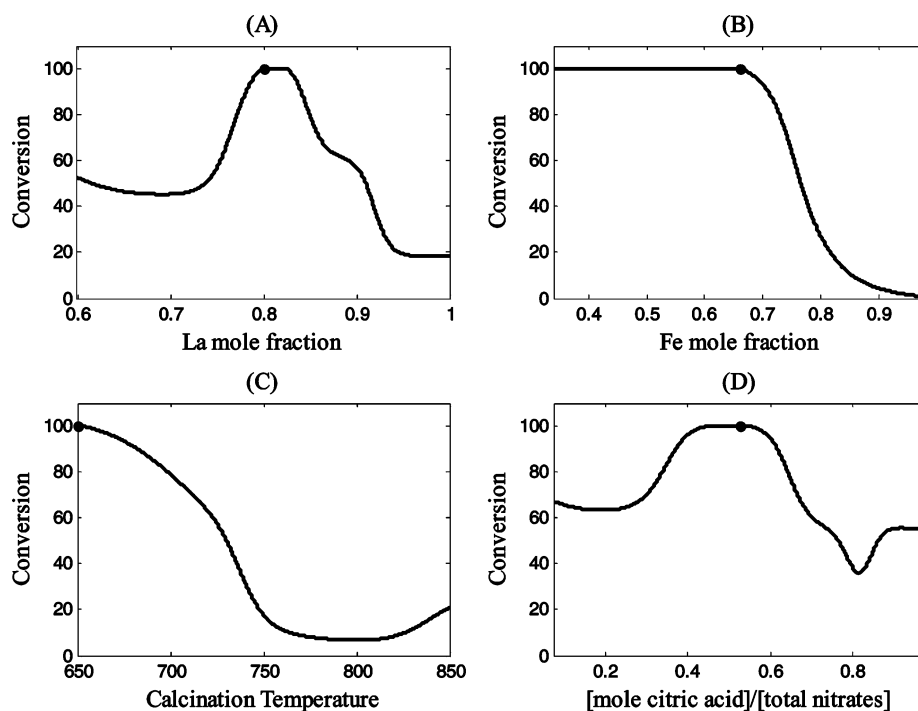 (A)
Conversion
100
80
60
40
20
0
0.6 0.7 0.8 0.9 1
La mole fraction
(B)
Conversion
100
80
60
40
20
0
0.4 0.5 0.6 0.7 0.8 0.9
Fe mole fraction
(C)
Conversion
100
80
60
40
20
0
650 700 750 800 850
Calcination Temperature
(D)
Conversion
100
80
60
40
20
0
0.2 0.4 0.6 0.8
[mole citric acid]/[total nitrates]